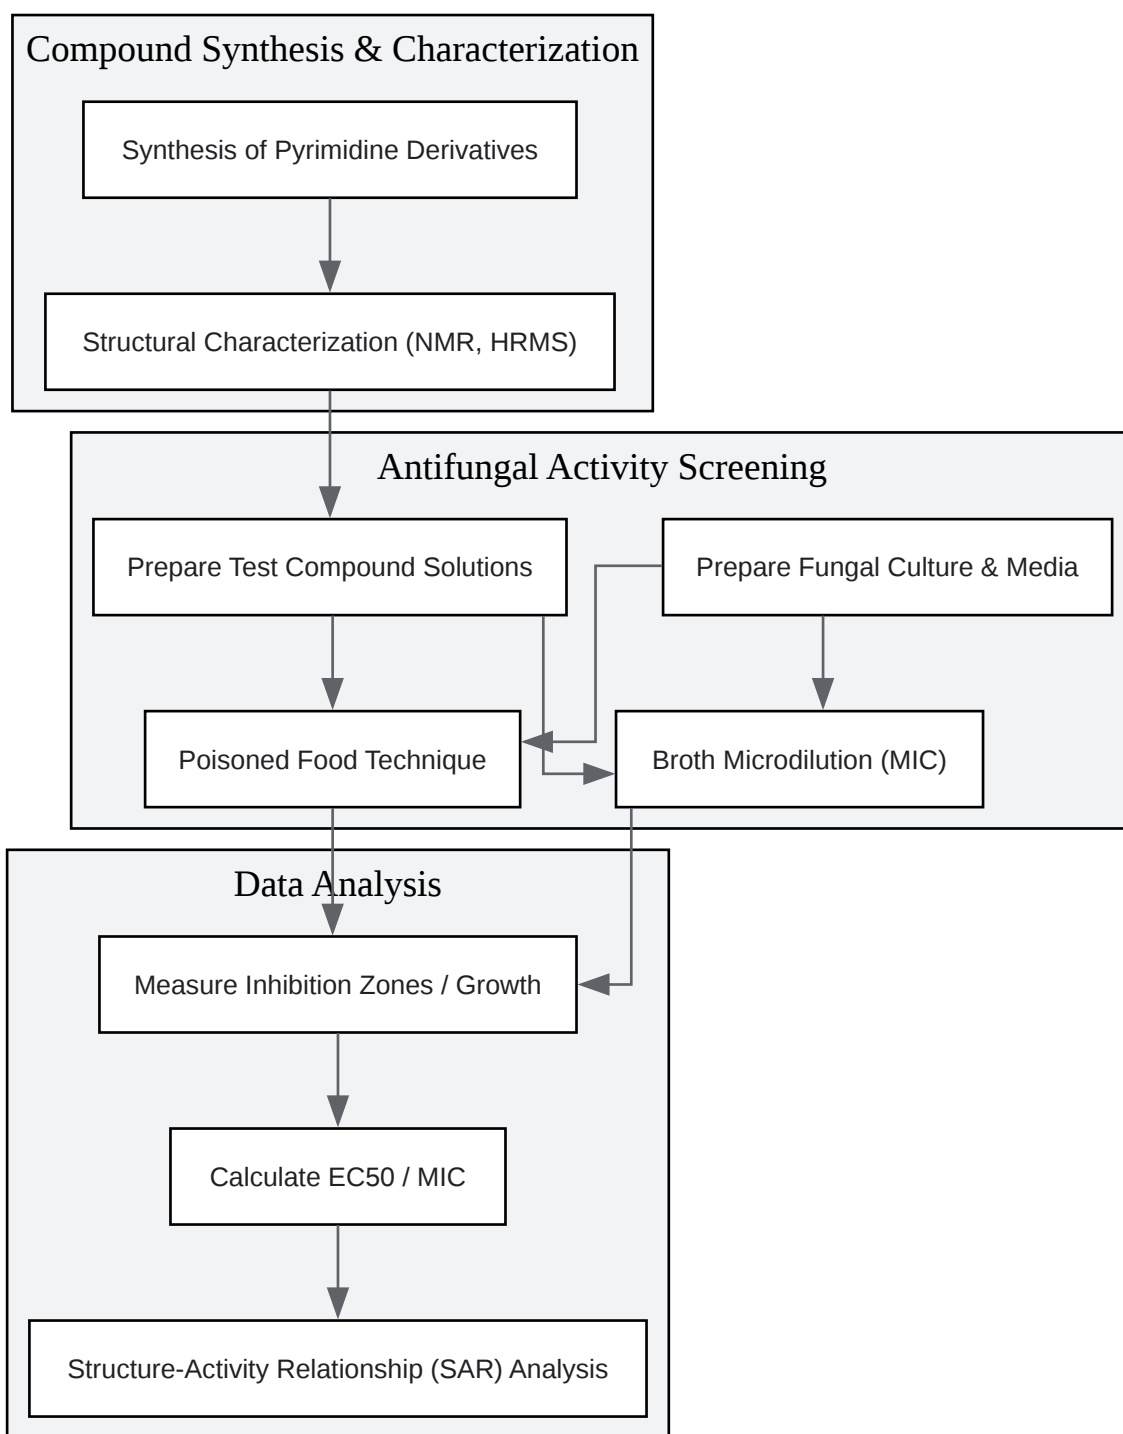 Compound Synthesis & Characterization
Synthesis of Pyrimidine Derivatives
Structural Characterization (NMR, HRMS)
Antifungal Activity Screening
Prepare Test Compound Solutions
Prepare Fungal Culture & Media
Poisoned Food Technique
Broth Microdilution (MIC)
Data Analysis
Measure Inhibition Zones / Growth
Calculate EC50 / MIC
Structure-Activity Relationship (SAR) Analysis